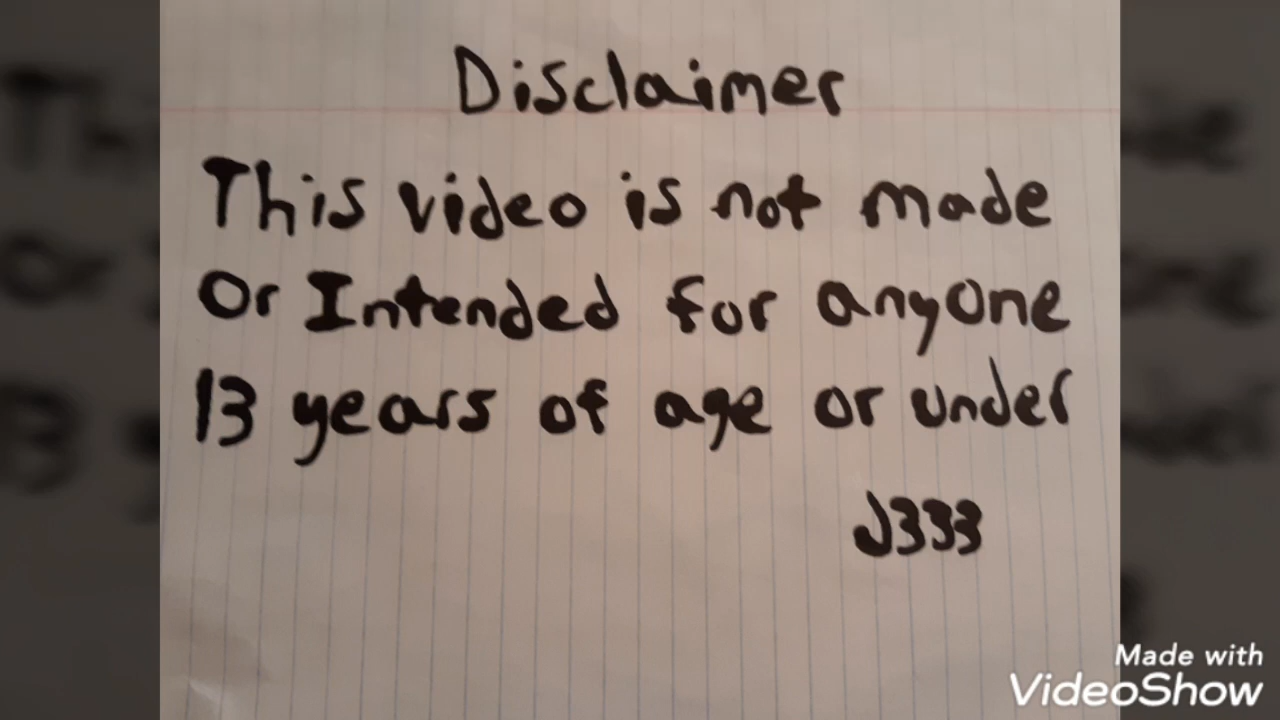 Disclaimer
This video is not made
Or Intended for anyone
13 years of age or under
J333
Made with
VideoShow